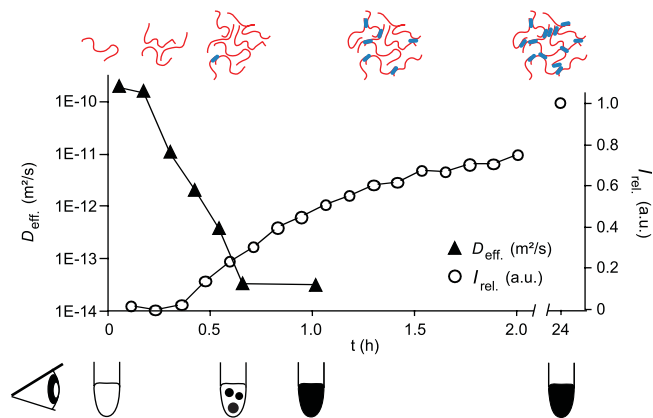 1E-10
1E-11
1E-12
1E-13
1E-14
D eff. (m²/s)
1.0
0.8
0.6
0.4
0.2
0
I rel. (a.u.)
D eff. (m²/s)
I rel. (a.u.)
0 0.5 1.0 1.5 2.0 24
t (h)